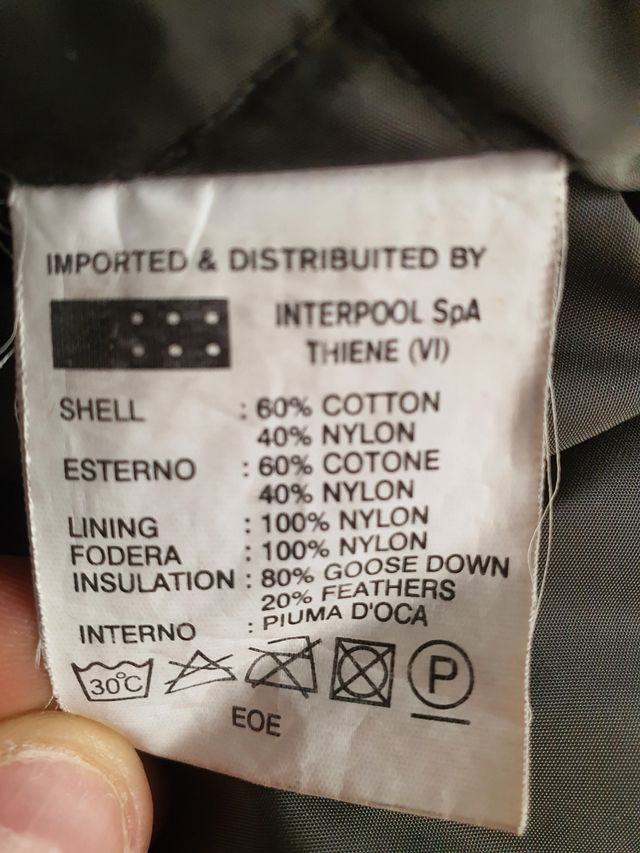 IMPORTED & DISTRIBUITED BY
INTERPOOL SpA
THIENE (VI)
SHELL : 60% COTTON
40% NYLON
ESTERNO : 60% COTONE
40% NYLON
LINING : 100% NYLON
FODERA : 100% NYLON
INSULATION : 80% GOOSE DOWN
20% FEATHERS
INTERNO : PIUMA D'OCA
30°C P
EOE